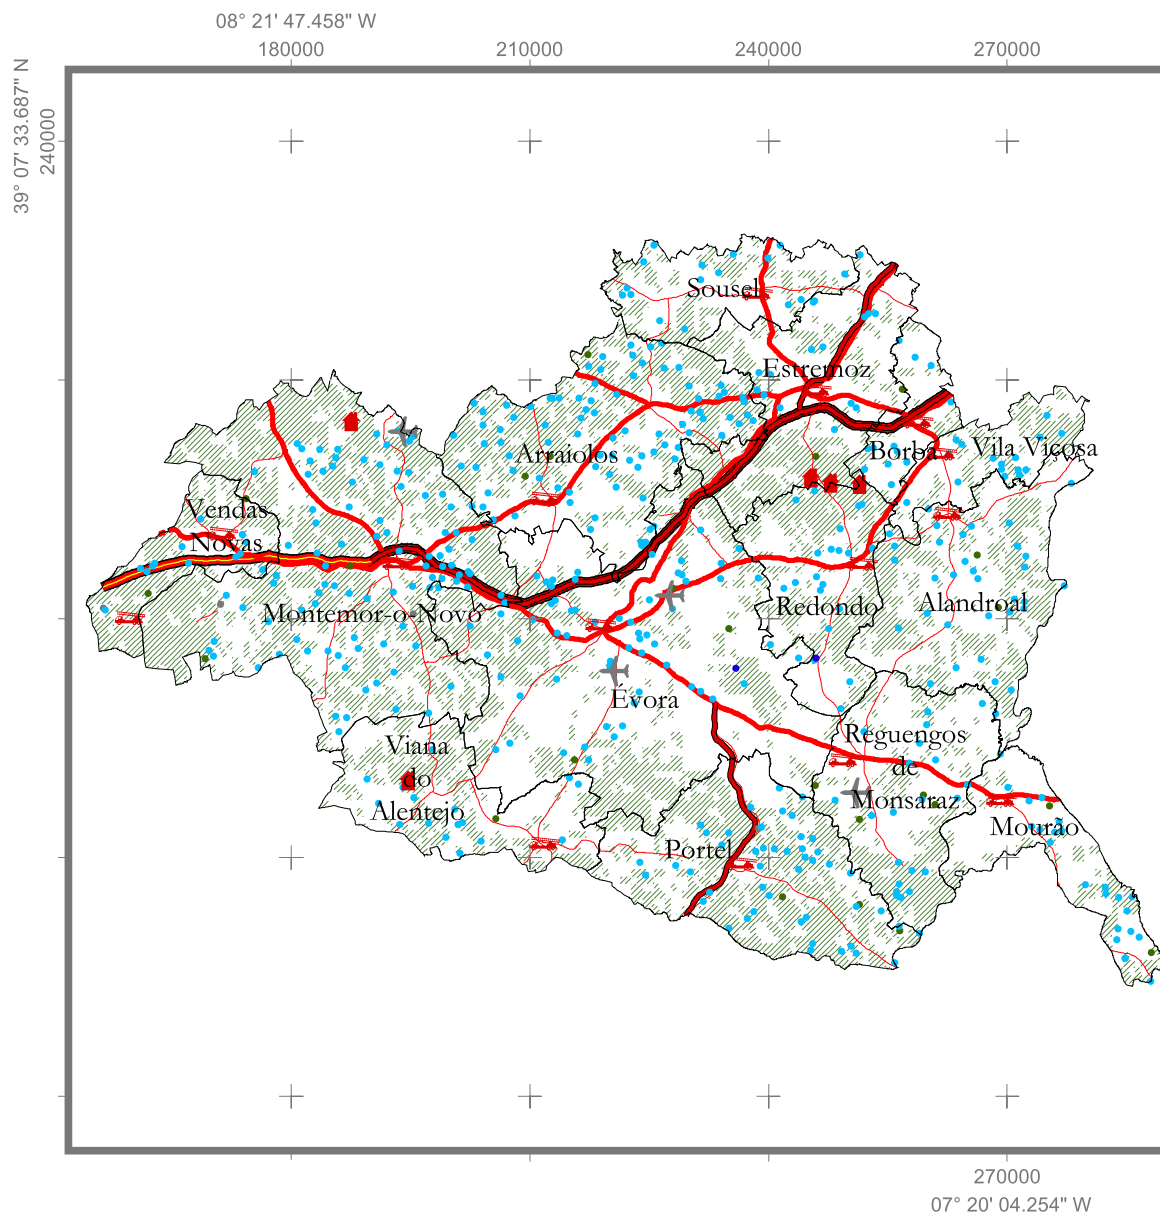 08° 21' 47.458" W
180000 210000 240000 270000
39° 07' 33.687" N
240000
Sousel
Estremoz
Arraiolos
Borba
Vila Viçosa
Vendas
Novas
Montemor-o-Novo
Redondo
Alandroal
Évora
Viana
do
Alentejo
Reguengos
de
Monsaraz
Mourão
Portel
270000
07° 20' 04.254" W